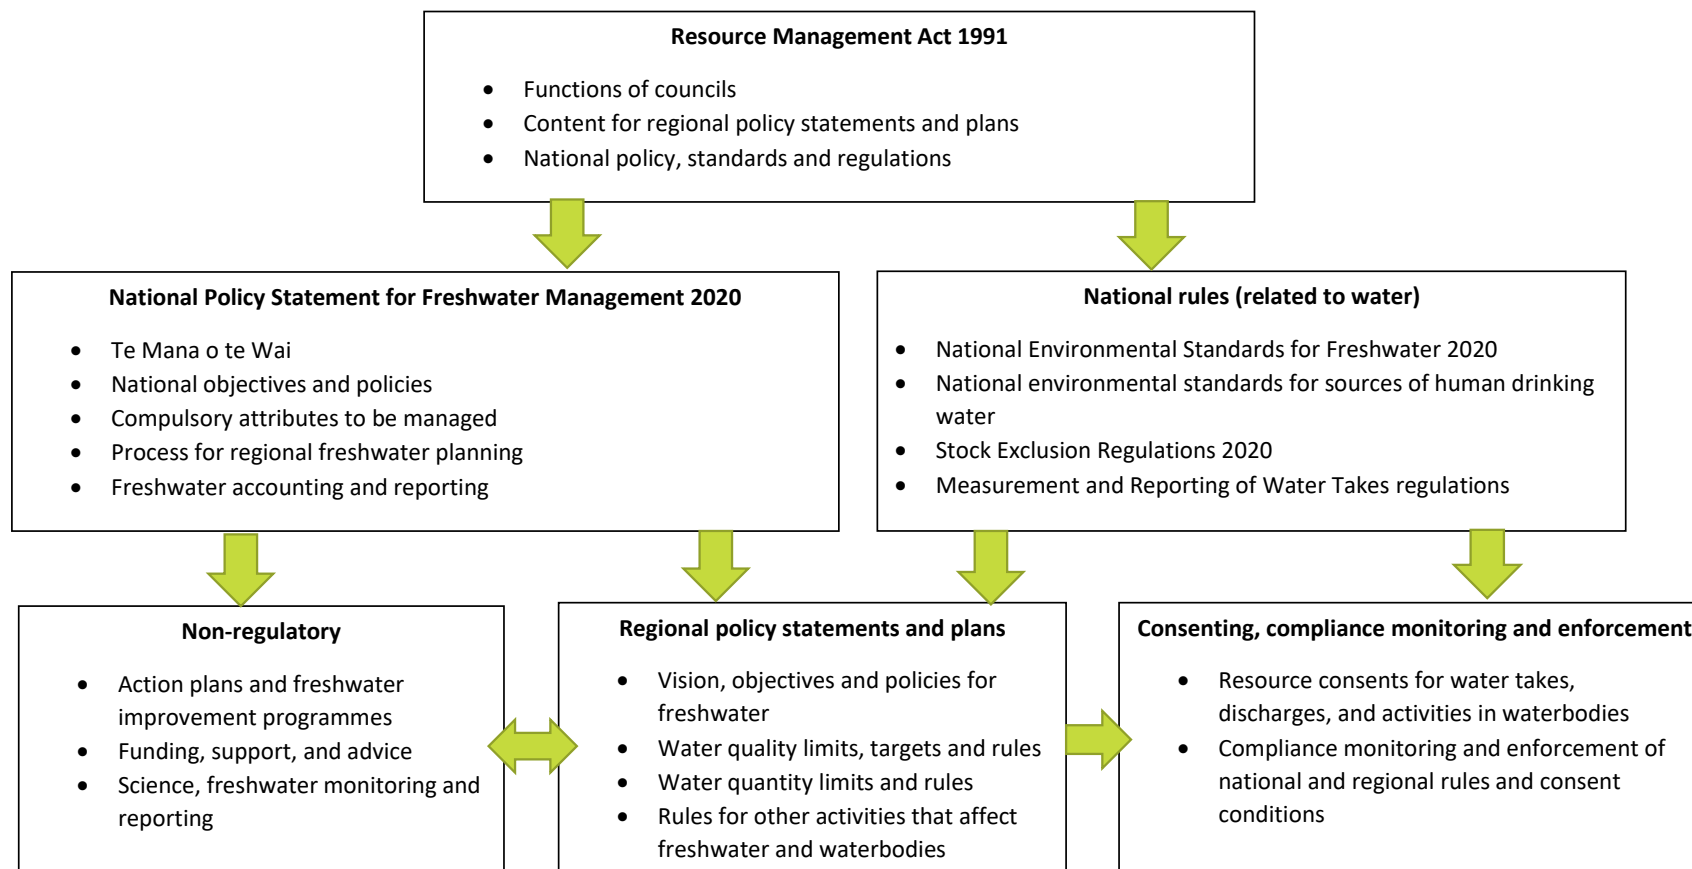 Resource Management Act 1991
• Functions of councils
• Content for regional policy statements and plans
• National policy, standards and regulations
National Policy Statement for Freshwater Management 2020
• Te Mana o te Wai
• National objectives and policies
• Compulsory attributes to be managed
• Process for regional freshwater planning
• Freshwater accounting and reporting
National rules (related to water)
• National Environmental Standards for Freshwater 2020
• National environmental standards for sources of human drinking
water
• Stock Exclusion Regulations 2020
• Measurement and Reporting of Water Takes regulations
Non-regulatory
• Action plans and freshwater
improvement programmes
• Funding, support, and advice
• Science, freshwater monitoring and
reporting
Regional policy statements and plans
• Vision, objectives and policies for
freshwater
• Water quality limits, targets and rules
• Water quantity limits and rules
• Rules for other activities that affect
freshwater and waterbodies
Consenting, compliance monitoring and enforcement
• Resource consents for water takes,
discharges, and activities in waterbodies
• Compliance monitoring and enforcement of
national and regional rules and consent
conditions